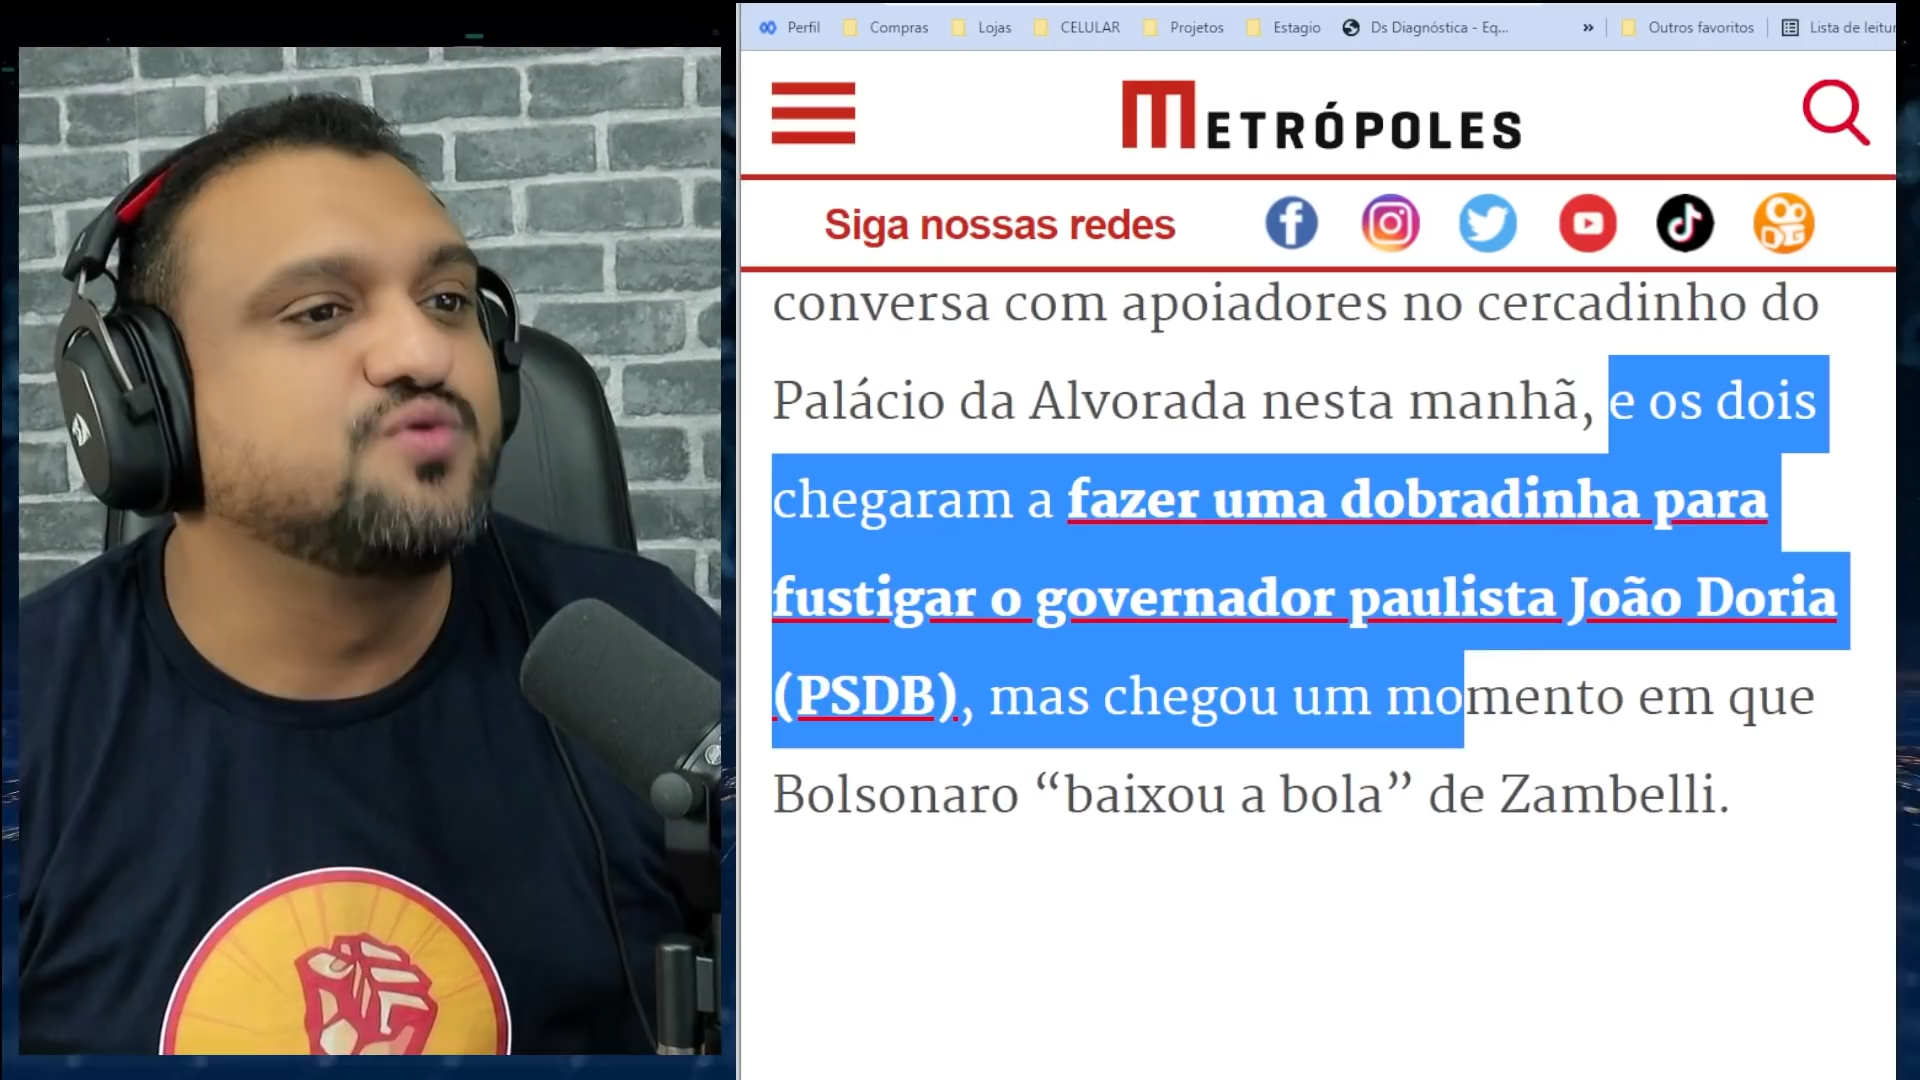 Perfil Compras Lojas CELULAR Projetos Estagio Ds Diagnóstica - Eq... » Outros favoritos Lista de leitur
METRÓPOLES
Siga nossas redes
conversa com apoiadores no cercadinho do
Palácio da Alvorada nesta manhã, e os dois
chegaram a fazer uma dobradinha para
fustigar o governador paulista João Doria
(PSDB), mas chegou um momento em que
Bolsonaro “baixou a bola” de Zambelli.